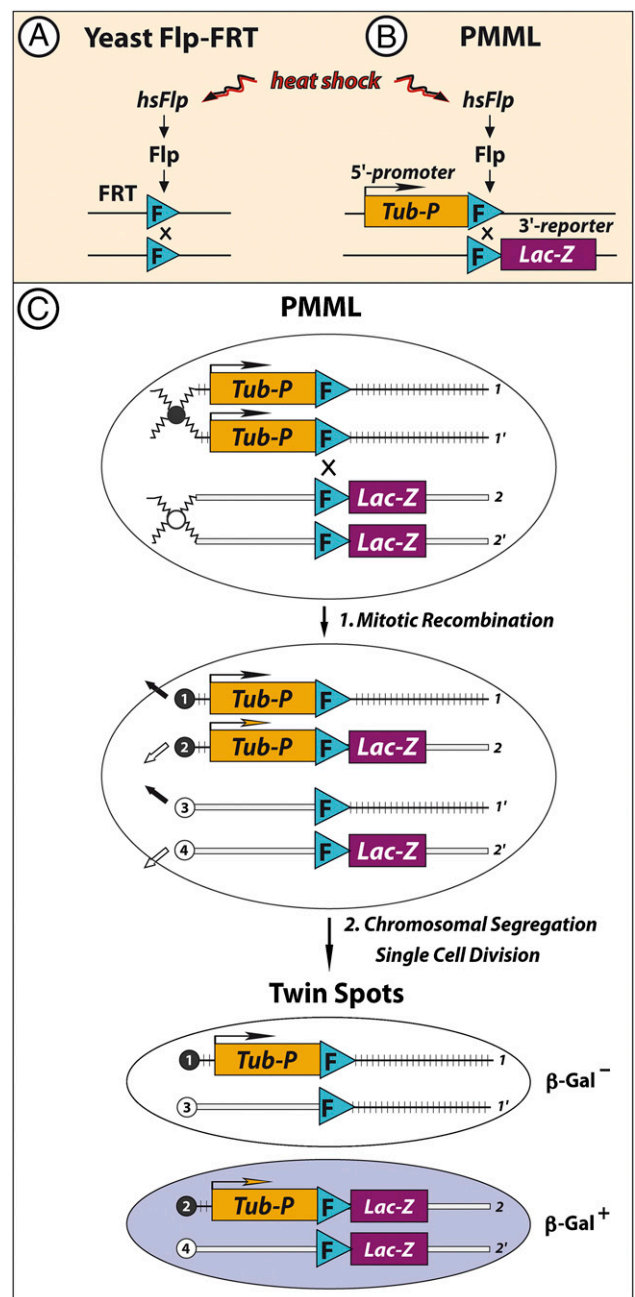 A Yeast Flp-FRT
B PMML
heat shock
hsFlp hsFlp
Flp Flp
FRT
F
x
F
5'-promoter
Tub-P F
x 3'-reporter
F Lac-Z
C PMML
Tub-P F 1
Tub-P F 1'
x
F Lac-Z 2
F Lac-Z 2'
1. Mitotic Recombination
1 Tub-P F 1
2 Tub-P F Lac-Z 2
3 F 1'
4 F Lac-Z 2'
2. Chromosomal Segregation
Single Cell Division
Twin Spots
1 Tub-P F 1
β-Gal⁻
3 F 1'
2 Tub-P F Lac-Z 2
β-Gal⁺
4 F Lac-Z 2'